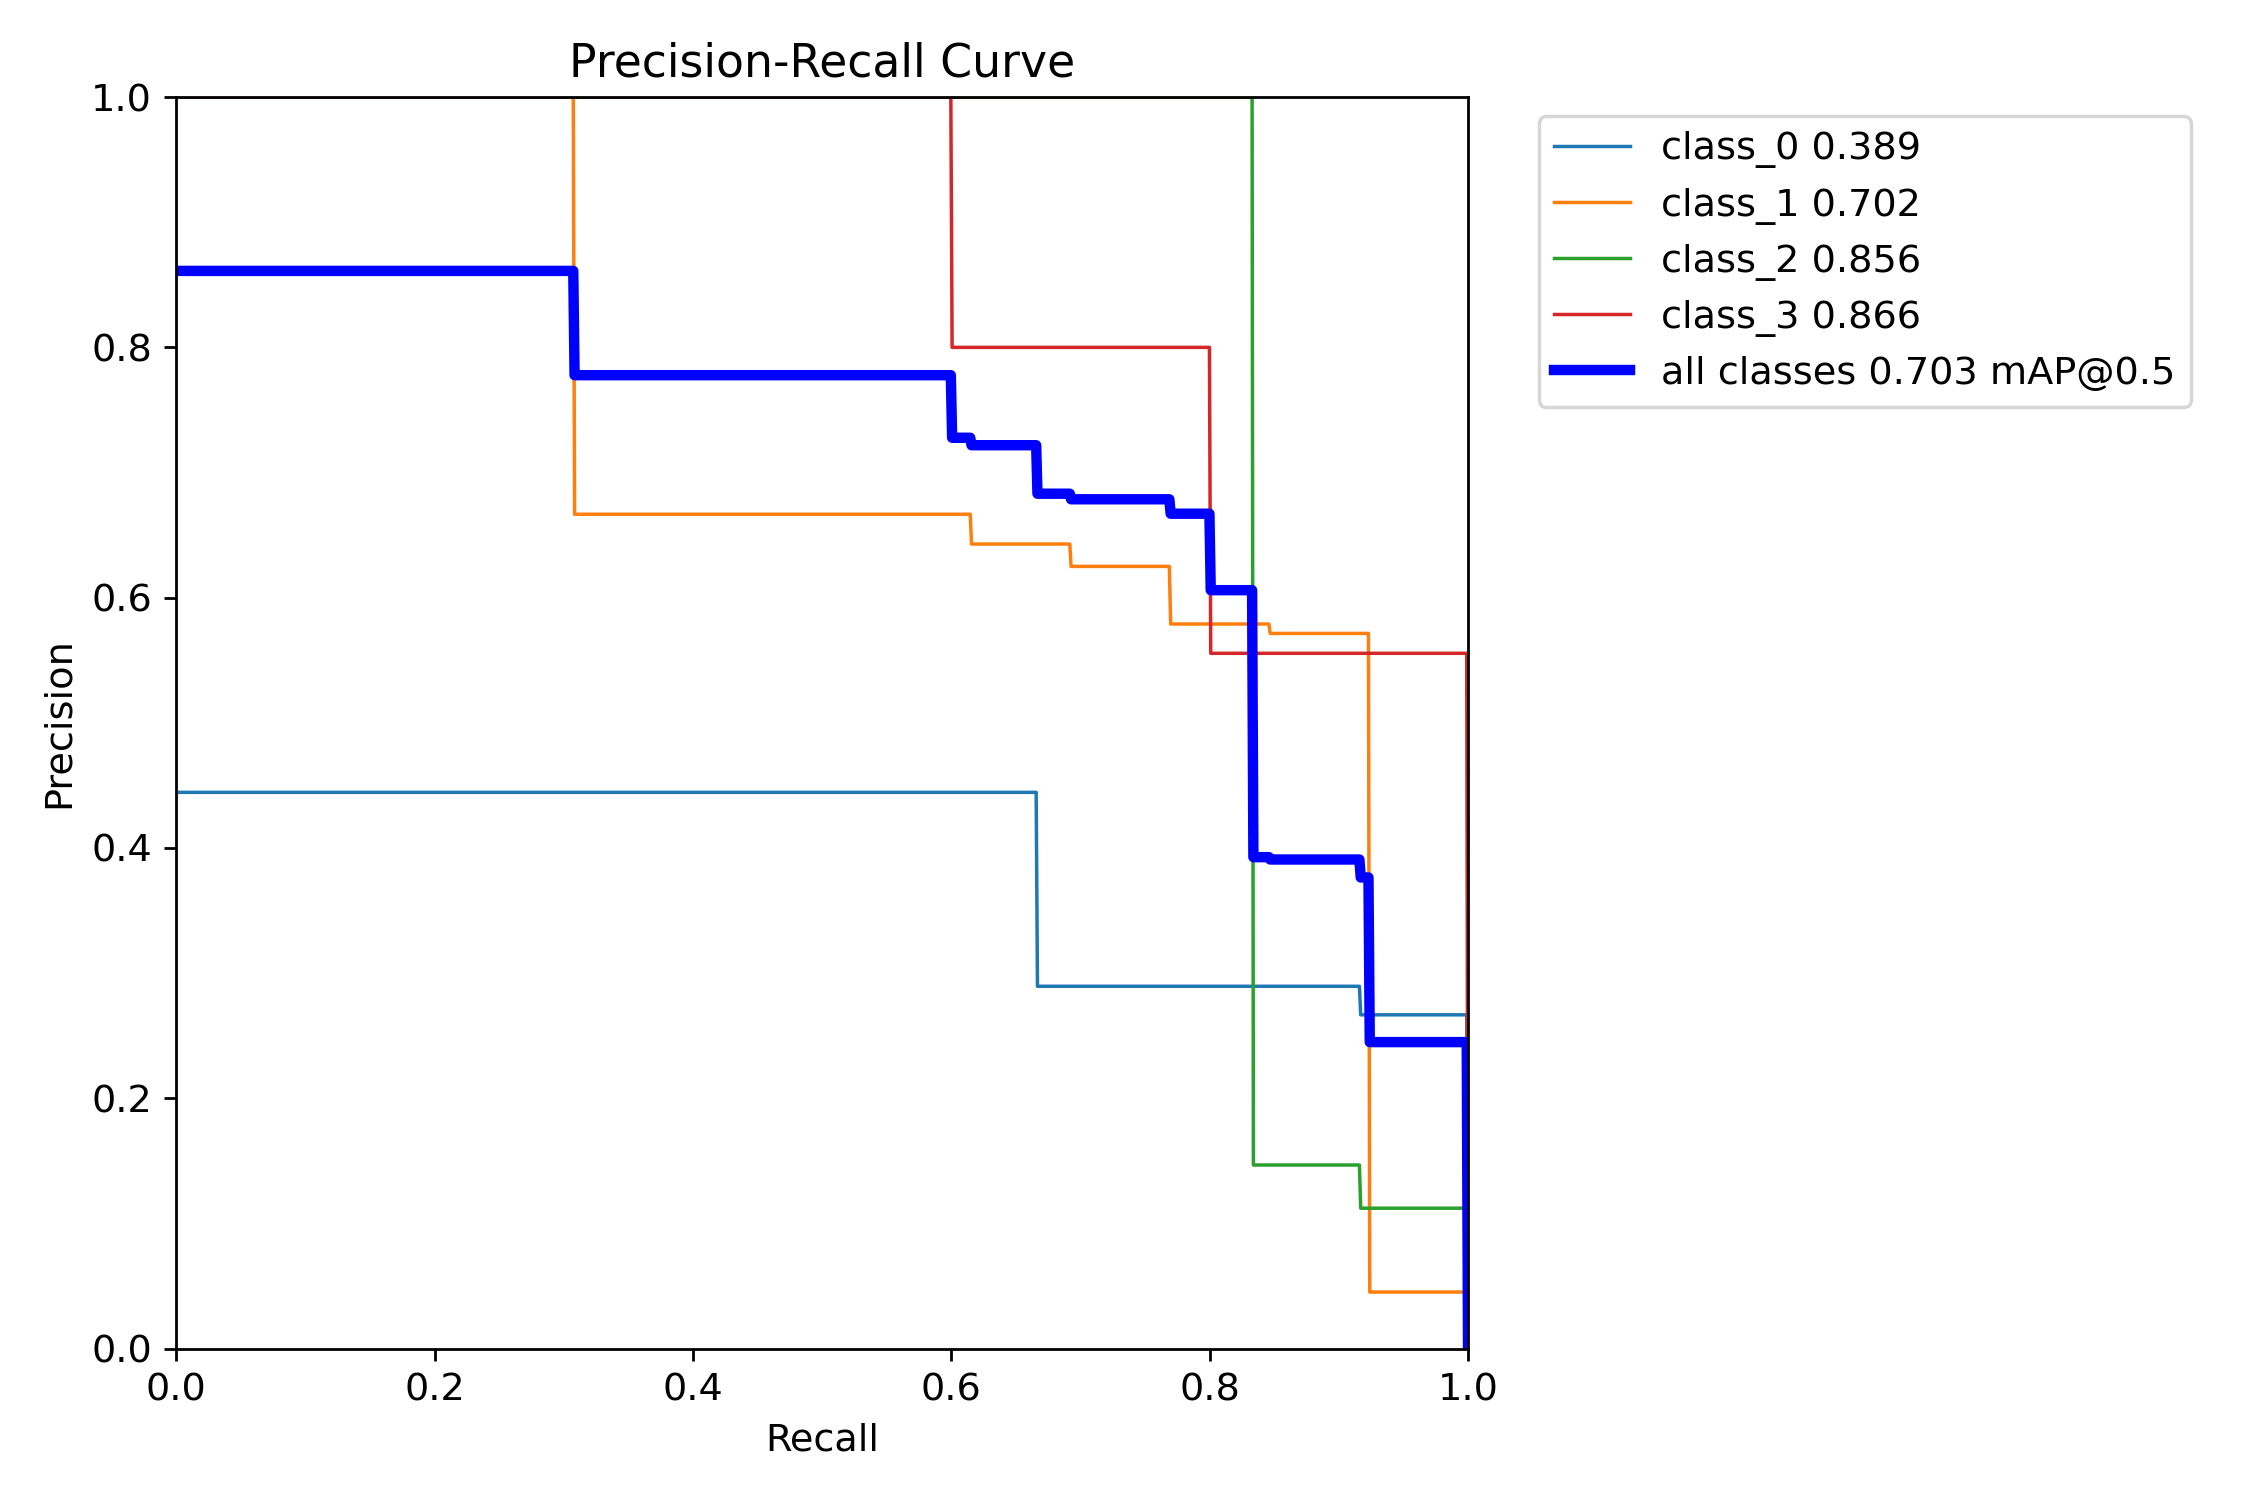 Precision-Recall Curve
1.0
0.8
0.6
0.4
0.2
0.0
Precision
0.0 0.2 0.4 0.6 0.8 1.0
Recall
class_0 0.389
class_1 0.702
class_2 0.856
class_3 0.866
all classes 0.703 mAP@0.5